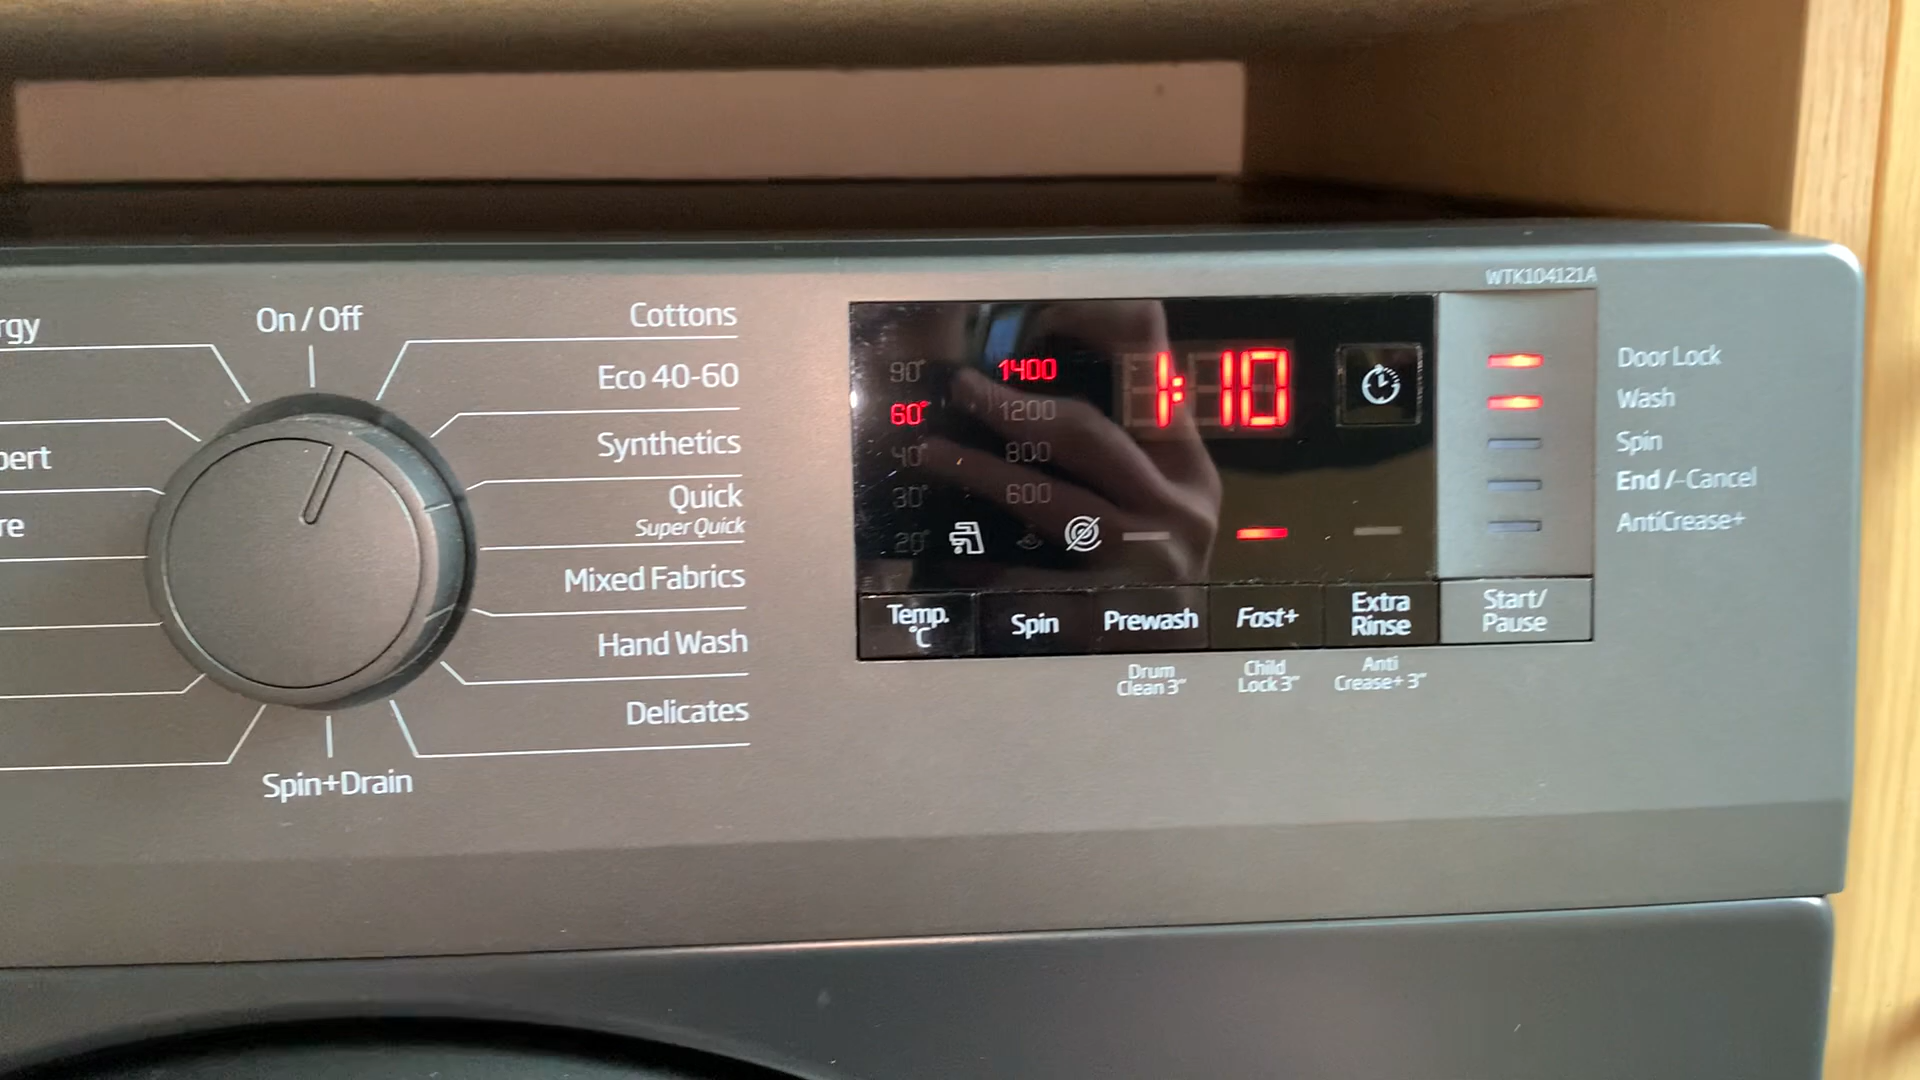 WTK104121A
rgy
On / Off
Cottons
Eco 40-60
Synthetics
Quick
Super Quick
Mixed Fabrics
Hand Wash
Delicates
Spin+Drain
pert
re
90°
60°
40°
30°
20°
1400
1200
800
600
1:10
Door Lock
Wash
Spin
End / Cancel
AntiCrease+
Temp.
°C
Spin
Prewash
Fast+
Extra
Rinse
Start/
Pause
Drum
Clean 3"
Child
Lock 3"
Anti
Crease+ 3"